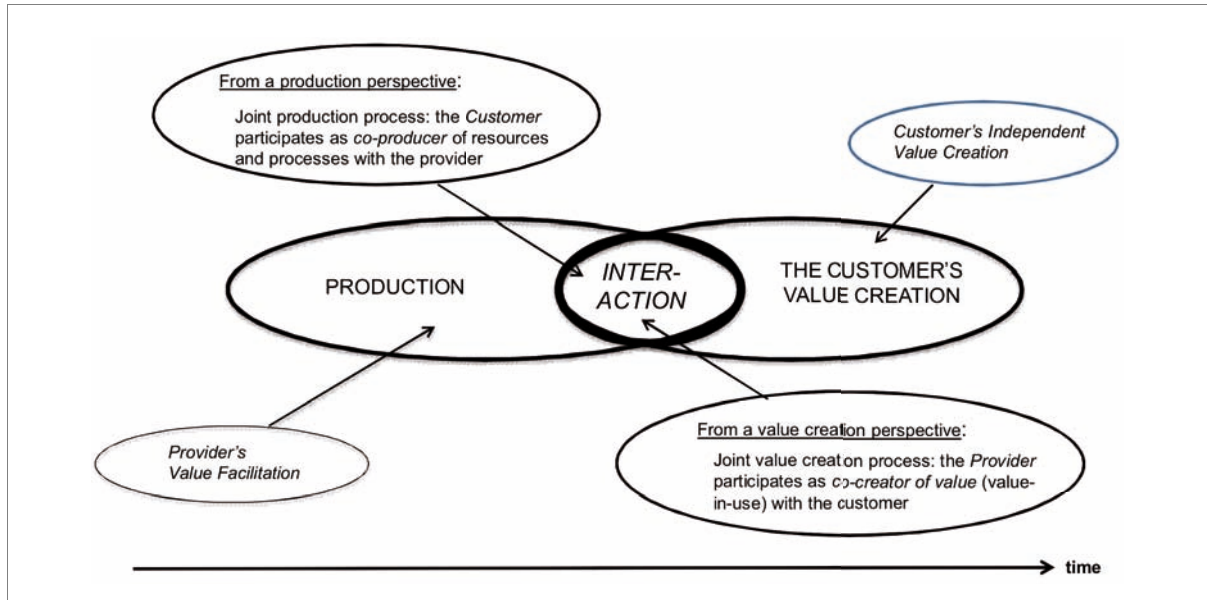 From a production perspective:
Joint production process: the Customer
participates as co-producer of resources
and processes with the provider
Customer's Independent
Value Creation
PRODUCTION
INTER-
ACTION
THE CUSTOMER'S
VALUE CREATION
Provider's
Value Facilitation
From a value creation perspective:
Joint value creation process: the Provider
participates as co-creator of value (value-
in-use) with the customer
time